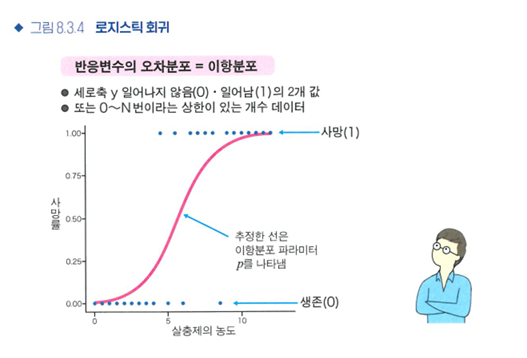 ◆ 그림 8.3.4 로지스틱 회귀
반응변수의 오차분포 = 이항분포
● 세로축 y 일어나지 않음(0)·일어남(1)의 2개 값
● 또는 0~N번이라는 상한이 있는 개수 데이터
1.00
사망(1)
0.75
사망률
0.50
추정한 선은
이항분포 파라미터
p를 나타냄
0.25
0.00
생존(0)
0 5 10
살충제의 농도